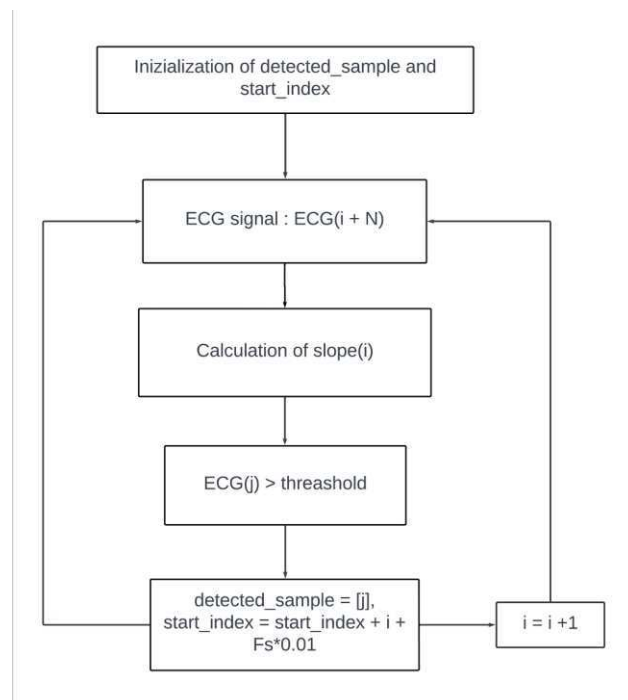 Inizialization of detected_sample and
start_index
ECG signal : ECG(i + N)
Calculation of slope(i)
ECG(j) > threashold
detected_sample = [j],
start_index = start_index + i +
Fs*0.01
i = i +1